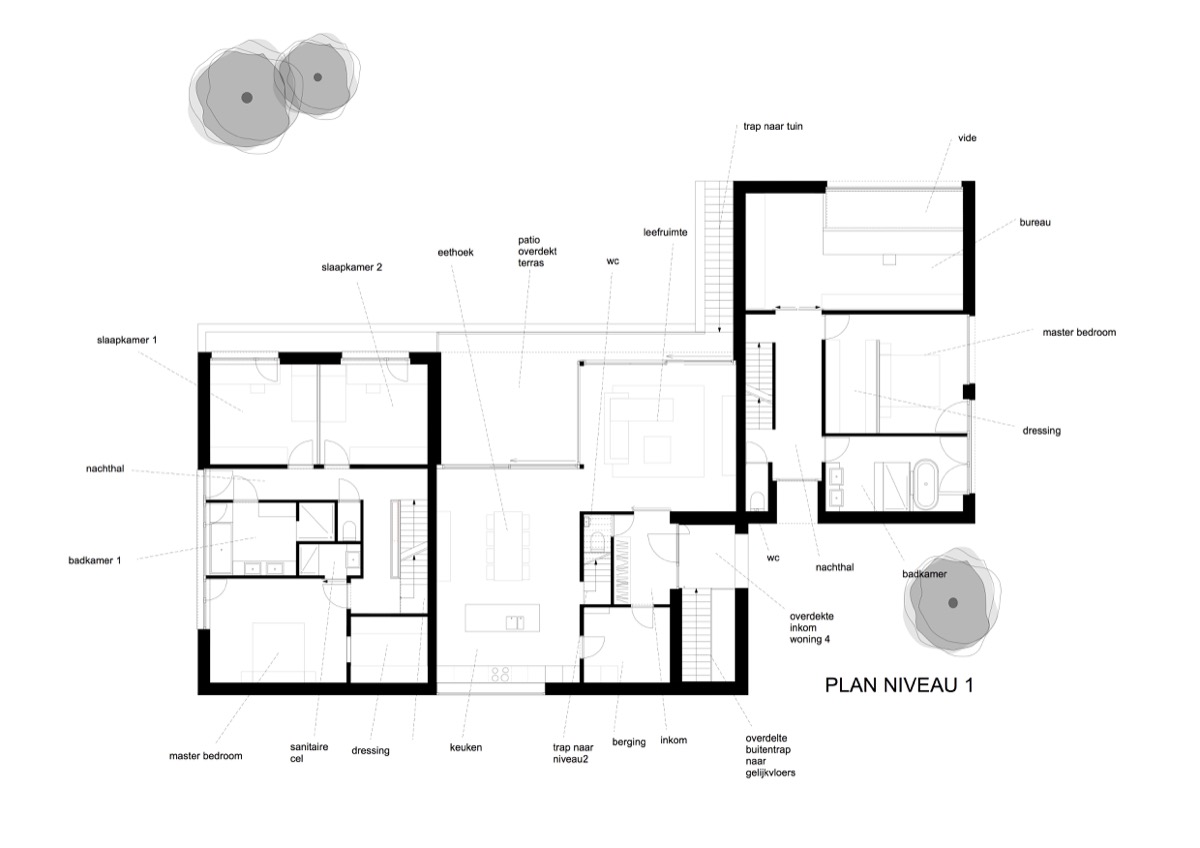 trap naar tuin
vide
bureau
leefruimte
patio
overdekt
terras
eethoek
wc
slaapkamer 2
slaapkamer 1
master bedroom
dressing
nachthal
badkamer 1
wc
nachthal
badkamer
overdekte
inkom
woning 4
PLAN NIVEAU 1
master bedroom
sanitaire
cel
dressing
keuken
trap naar
niveau2
berging
inkom
overdelte
buitentrap
naar
gelijkvloers